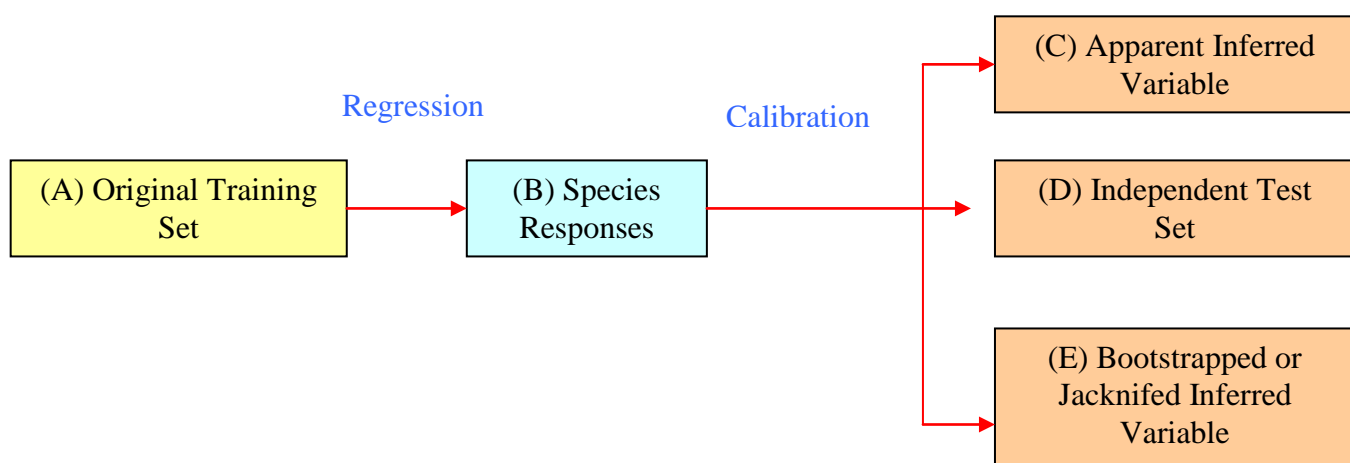 (A) Original Training
Set
Regression
(B) Species
Responses
Calibration
(C) Apparent Inferred
Variable
(D) Independent Test
Set
(E) Bootstrapped or
Jacknifed Inferred
Variable